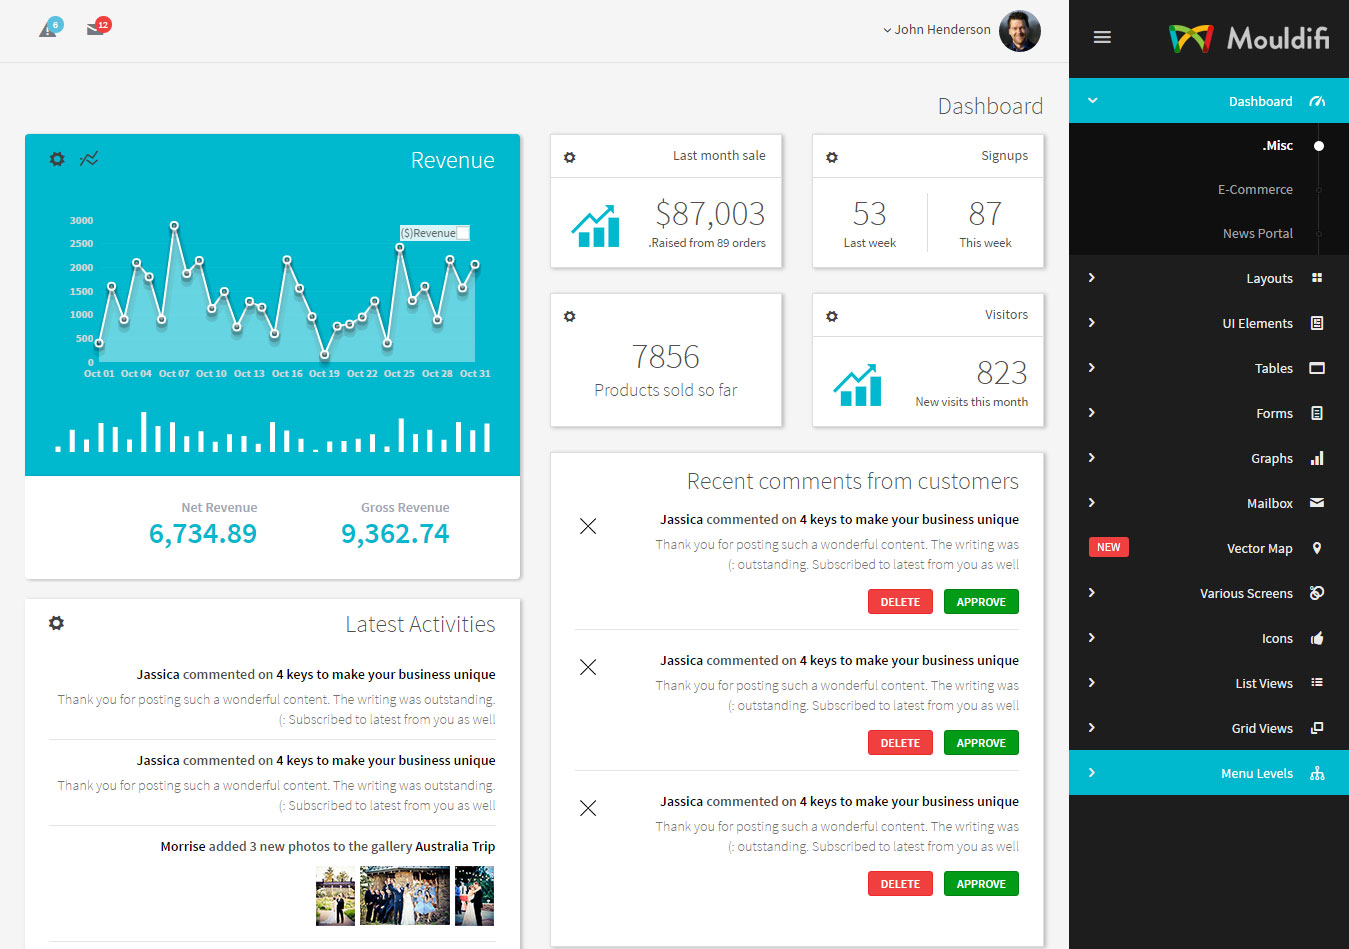 6
12
John Henderson
Mouldifi
Dashboard
Revenue
3000
2500
2000
1500
1000
500
0
($)Revenue
Oct 01 Oct 04 Oct 07 Oct 10 Oct 13 Oct 16 Oct 19 Oct 22 Oct 25 Oct 28 Oct 31
Net Revenue
6,734.89
Gross Revenue
9,362.74
Latest Activities
Jassica commented on 4 keys to make your business unique
Thank you for posting such a wonderful content. The writing was outstanding.
(: Subscribed to latest from you as well
Jassica commented on 4 keys to make your business unique
Thank you for posting such a wonderful content. The writing was outstanding.
(: Subscribed to latest from you as well
Morrise added 3 new photos to the gallery Australia Trip
Last month sale
$87,003
.Raised from 89 orders
Signups
53
Last week
87
This week
7856
Products sold so far
Visitors
823
New visits this month
Recent comments from customers
Jassica commented on 4 keys to make your business unique
Thank you for posting such a wonderful content. The writing was
(: outstanding. Subscribed to latest from you as well
DELETE APPROVE
Jassica commented on 4 keys to make your business unique
Thank you for posting such a wonderful content. The writing was
(: outstanding. Subscribed to latest from you as well
DELETE APPROVE
Jassica commented on 4 keys to make your business unique
Thank you for posting such a wonderful content. The writing was
(: outstanding. Subscribed to latest from you as well
DELETE APPROVE
Dashboard
.Misc
E-Commerce
News Portal
Layouts
UI Elements
Tables
Forms
Graphs
Mailbox
NEW Vector Map
Various Screens
Icons
List Views
Grid Views
Menu Levels